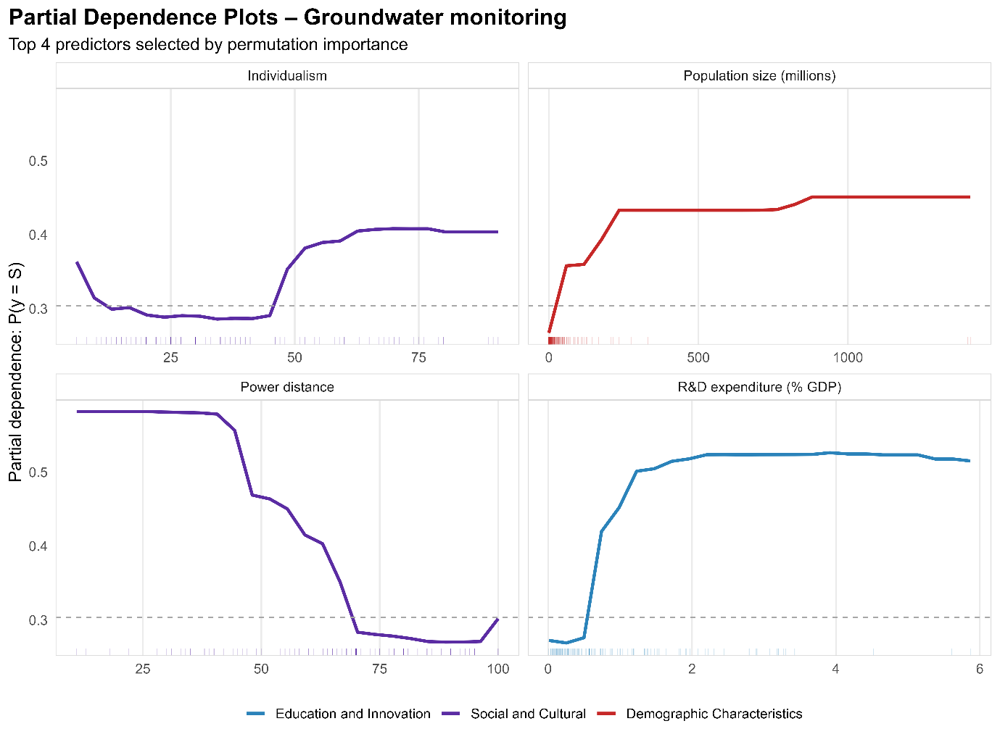 Partial Dependence Plots – Groundwater monitoring
Top 4 predictors selected by permutation importance
Partial dependence: P(y = S)
Individualism
0.5
0.4
0.3
25 50 75
Population size (millions)
0 500 1000
Power distance
0.5
0.4
0.3
25 50 75 100
R&D expenditure (% GDP)
0 2 4 6
Education and Innovation Social and Cultural Demographic Characteristics